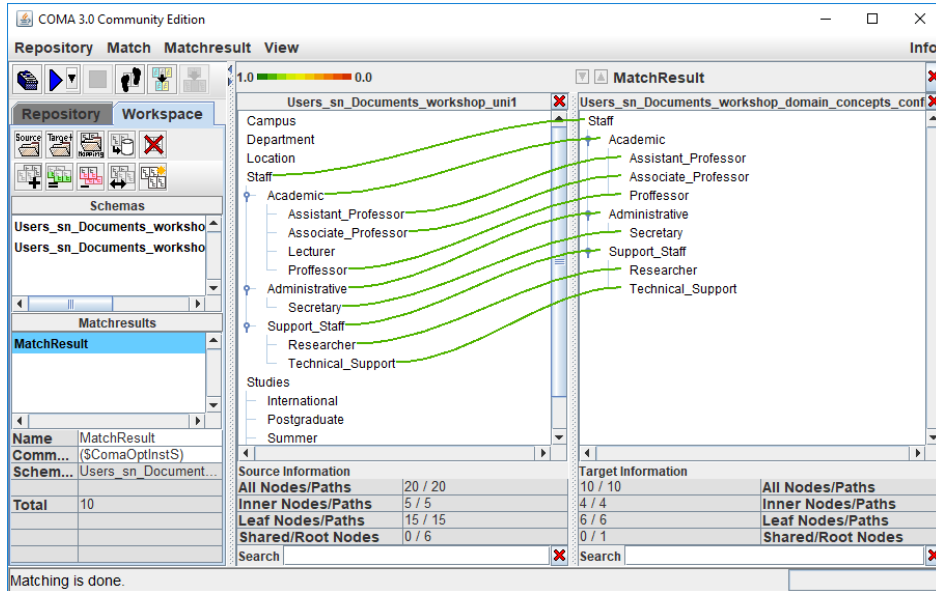 COMA 3.0 Community Edition
Repository Match Matchresult View Info
1.0 0.0 MatchResult
Repository Workspace
Users_sn_Documents_workshop_uni1
Users_sn_Documents_workshop_domain_concepts_conf
Source Target
Schemas
Users_sn_Documents_worksho
Users_sn_Documents_worksho
Matchresults
MatchResult
Name MatchResult
Comm... ($ComaOptInstS)
Schem... Users_sn_Document...
Total 10
Campus
Department
Location
Staff
Academic
Assistant_Professor
Associate_Professor
Lecturer
Proffessor
Administrative
Secretary
Support_Staff
Researcher
Technical_Support
Studies
International
Postgraduate
Summer
Staff
Academic
Assistant_Professor
Associate_Professor
Proffessor
Administrative
Secretary
Support_Staff
Researcher
Technical_Support
Source Information
All Nodes/Paths 20 / 20
Inner Nodes/Paths 5 / 5
Leaf Nodes/Paths 15 / 15
Shared/Root Nodes 0 / 6
Search
Target Information
10 / 10 All Nodes/Paths
4 / 4 Inner Nodes/Paths
6 / 6 Leaf Nodes/Paths
0 / 1 Shared/Root Nodes
Search
Matching is done.